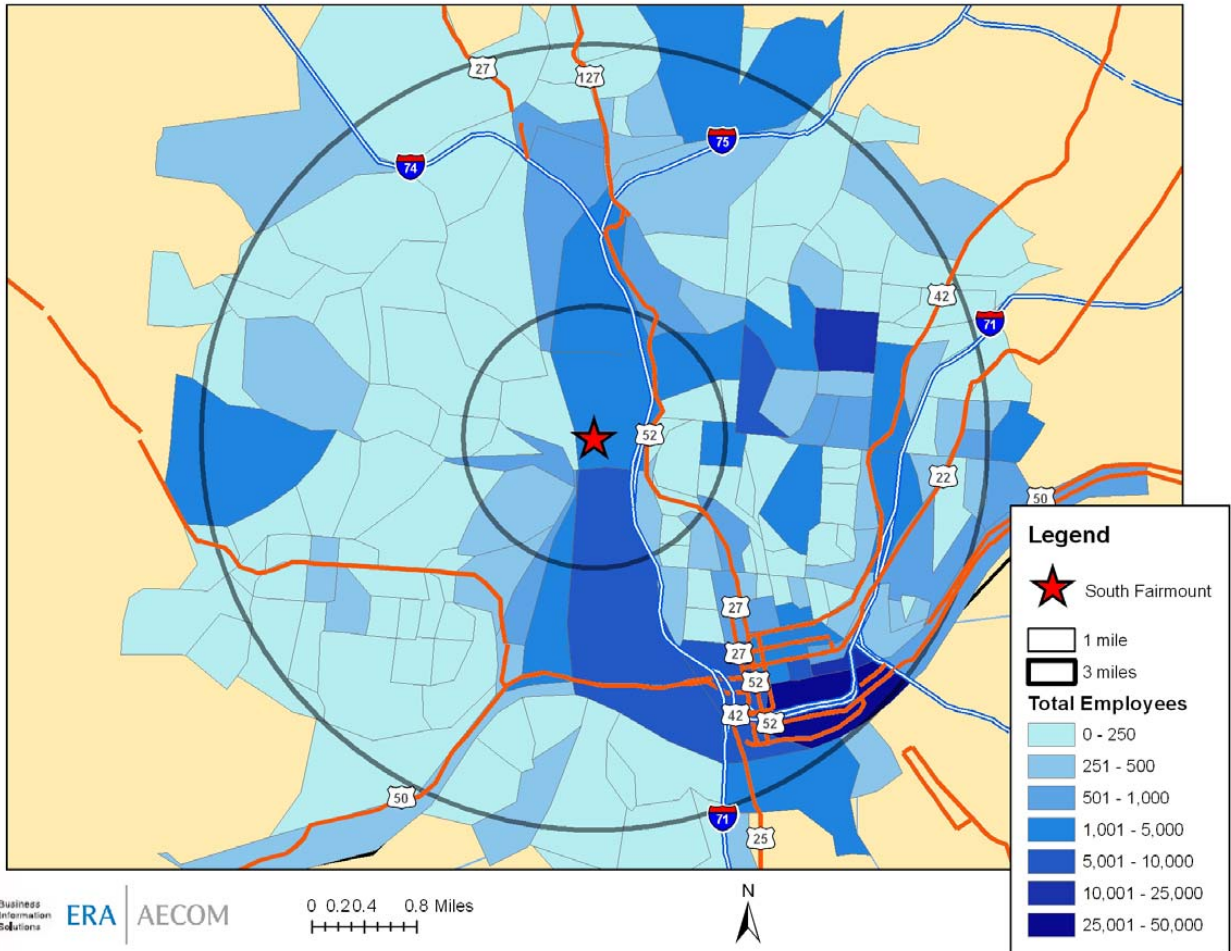 27
127
75
74
42
71
52
22
50
27
27
52
42
52
50
71
25
Legend
South Fairmount
1 mile
3 miles
Total Employees
0 - 250
251 - 500
501 - 1,000
1,001 - 5,000
5,001 - 10,000
10,001 - 25,000
25,001 - 50,000
Business
Information
Solutions
ERA AECOM
0 0.20.4 0.8 Miles
N